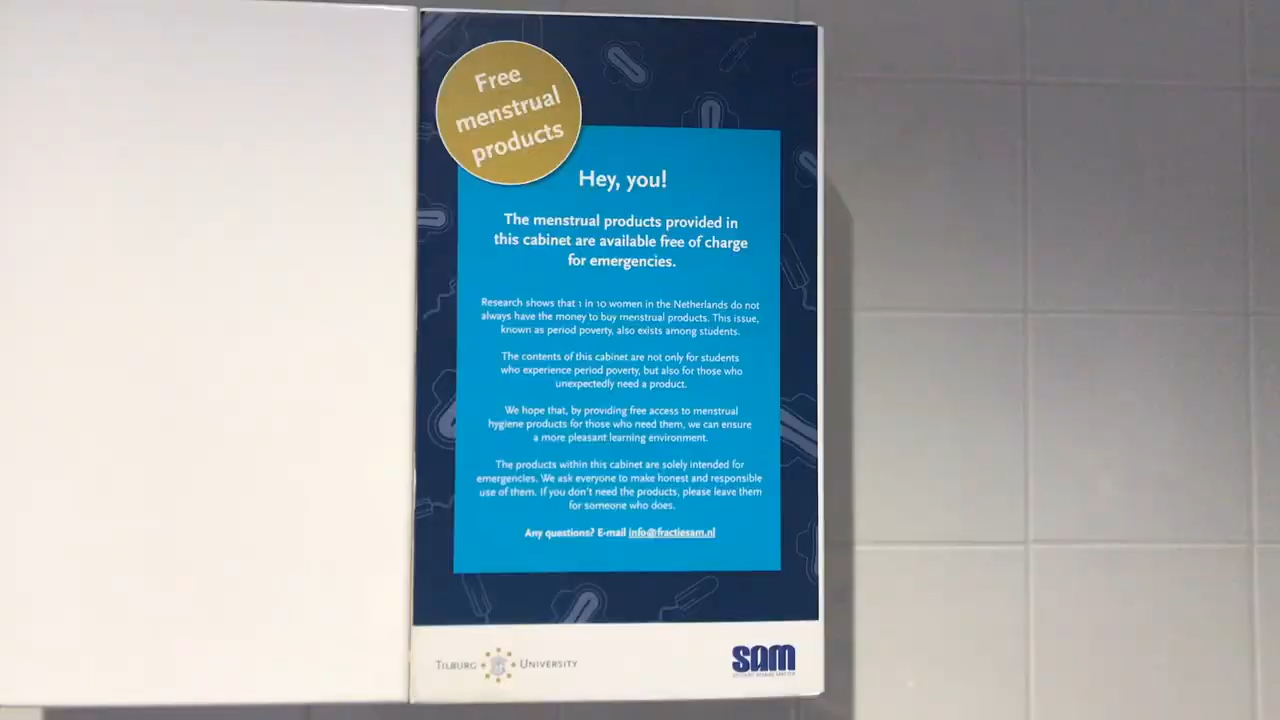 Free
menstrual
products
Hey, you!
The menstrual products provided in
this cabinet are available free of charge
for emergencies.
Research shows that 1 in 10 women in the Netherlands do not
always have the money to buy menstrual products. This issue,
known as period poverty, also exists among students.
The contents of this cabinet are not only for students
who experience period poverty, but also for those who
unexpectedly need a product.
We hope that, by providing free access to menstrual
hygiene products for those who need them, we can ensure
a more pleasant learning environment.
The products within this cabinet are solely intended for
emergencies. We ask everyone to make honest and responsible
use of them. If you don't need the products, please leave them
for someone who does.
Any questions? E-mail info@fractiesam.nl
TILBURG UNIVERSITY
SAM